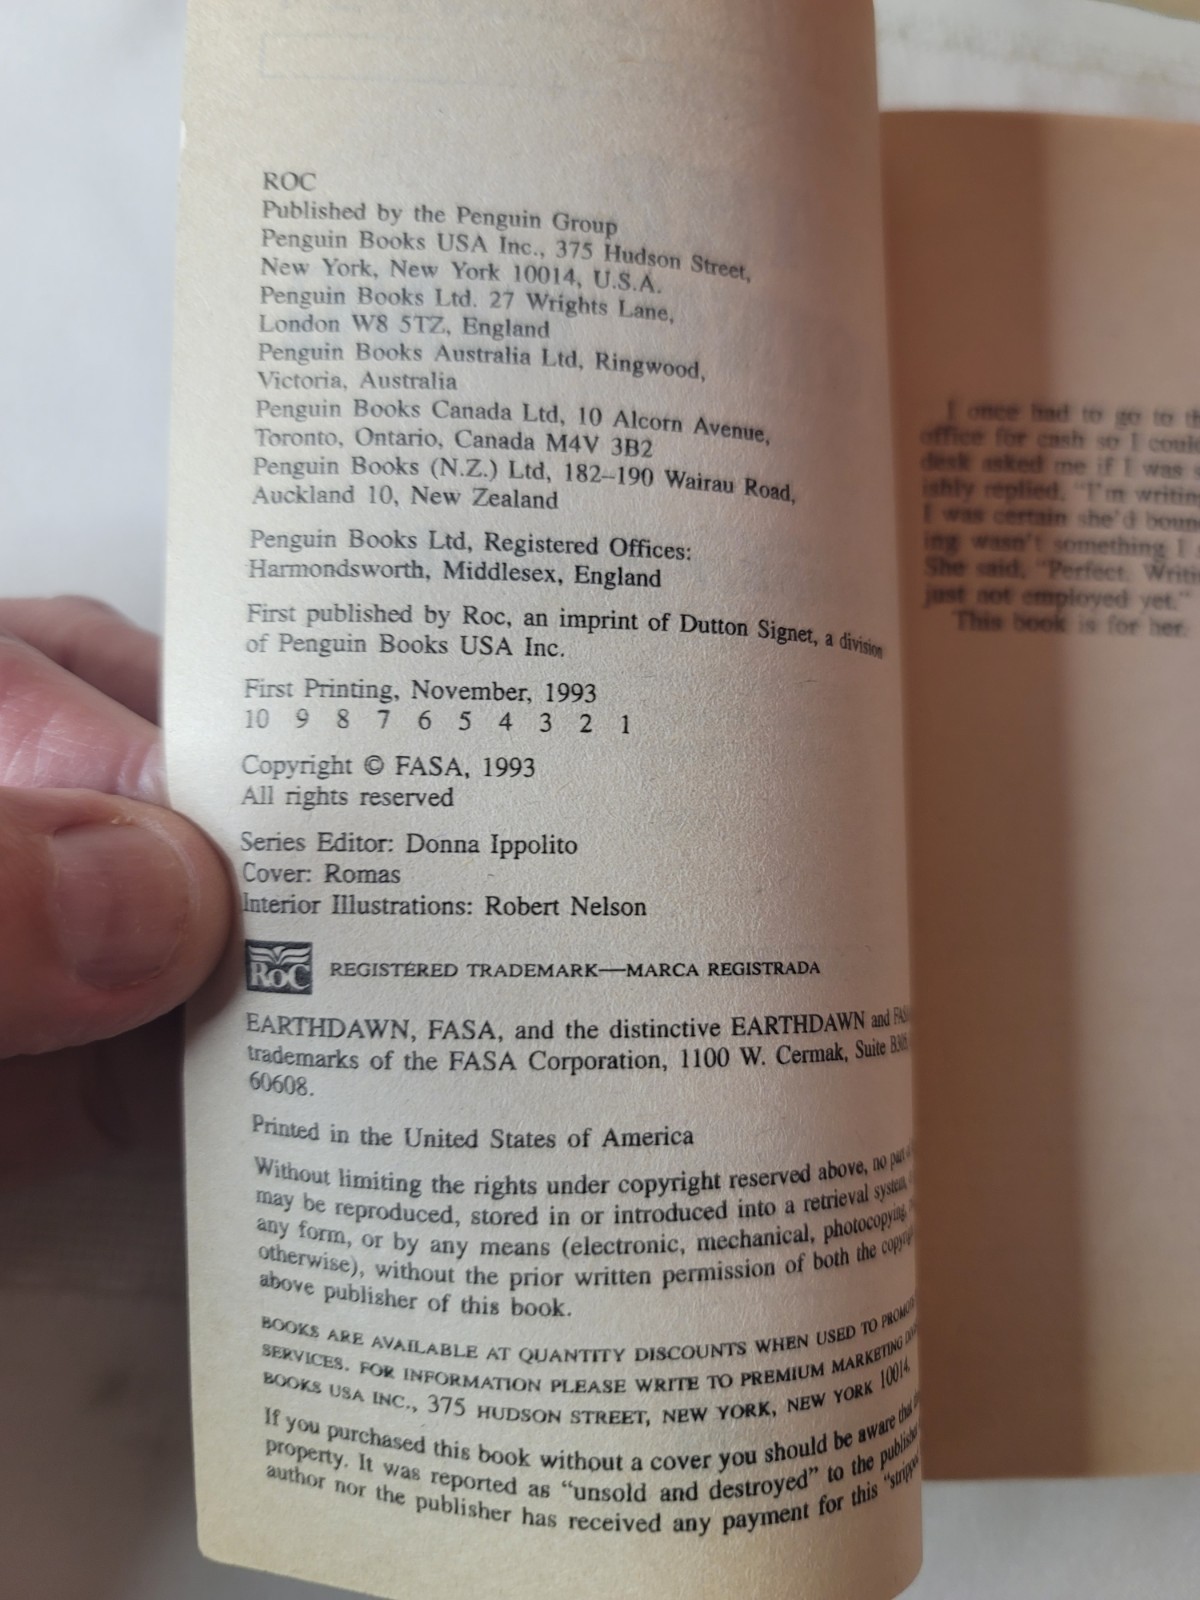 ROC
Published by the Penguin Group
Penguin Books USA Inc., 375 Hudson Street,
New York, New York 10014, U.S.A.
Penguin Books Ltd. 27 Wrights Lane,
London W8 5TZ, England
Penguin Books Australia Ltd, Ringwood,
Victoria, Australia
Penguin Books Canada Ltd, 10 Alcorn Avenue,
Toronto, Ontario, Canada M4V 3B2
Penguin Books (N.Z.) Ltd, 182–190 Wairau Road,
Auckland 10, New Zealand
Penguin Books Ltd, Registered Offices:
Harmondsworth, Middlesex, England
First published by Roc, an imprint of Dutton Signet, a division
of Penguin Books USA Inc.
First Printing, November, 1993
10 9 8 7 6 5 4 3 2 1
Copyright © FASA, 1993
All rights reserved
Series Editor: Donna Ippolito
Cover: Romas
Interior Illustrations: Robert Nelson
ROC REGISTERED TRADEMARK—MARCA REGISTRADA
EARTHDAWN, FASA, and the distinctive EARTHDAWN and
trademarks of the FASA Corporation, 1100 W. Cermak, Suite
60608.
Printed in the United States of America
Without limiting the rights under copyright reserved above, no part
may be reproduced, stored in or introduced into a retrieval system,
any form, or by any means (electronic, mechanical, photocopying,
otherwise), without the prior written permission of both the
above publisher of this book.
BOOKS ARE AVAILABLE AT QUANTITY DISCOUNTS WHEN USED TO
SERVICES. FOR INFORMATION PLEASE WRITE TO PREMIUM MARKETING
BOOKS USA INC., 375 HUDSON STREET, NEW YORK, NEW YORK 10014.
If you purchased this book without a cover you should be aware that
property. It was reported as "unsold and destroyed" to the publisher
author nor the publisher has received any payment for this "stripped
I once had to go to
office for cash so I could
desk asked me if I was
ishly replied, "I'm writing
I was certain she'd
ing wasn't something I
She said, "Perfect.
just not employed yet."
This book is for her.